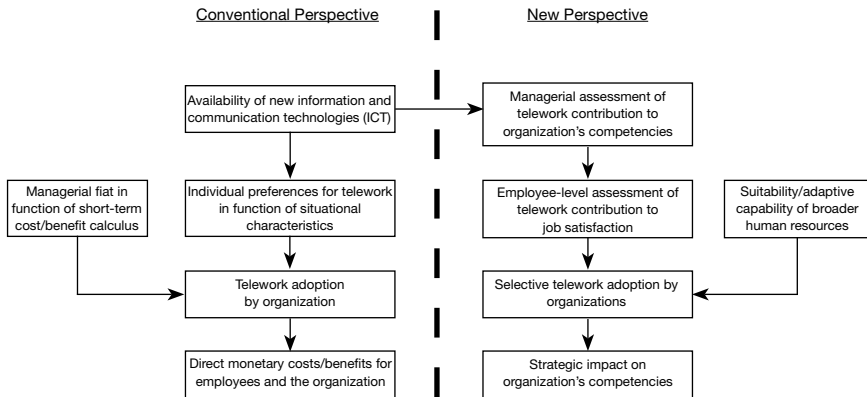 Conventional Perspective
New Perspective
Availability of new information and
communication technologies (ICT)
Managerial assessment of
telework contribution to
organization's competencies
Managerial fiat in
function of short-term
cost/benefit calculus
Individual preferences for telework
in function of situational
characteristics
Employee-level assessment of
telework contribution to
job satisfaction
Suitability/adaptive
capability of broader
human resources
Telework adoption
by organization
Selective telework adoption by
organizations
Direct monetary costs/benefits for
employees and the organization
Strategic impact on
organization's competencies